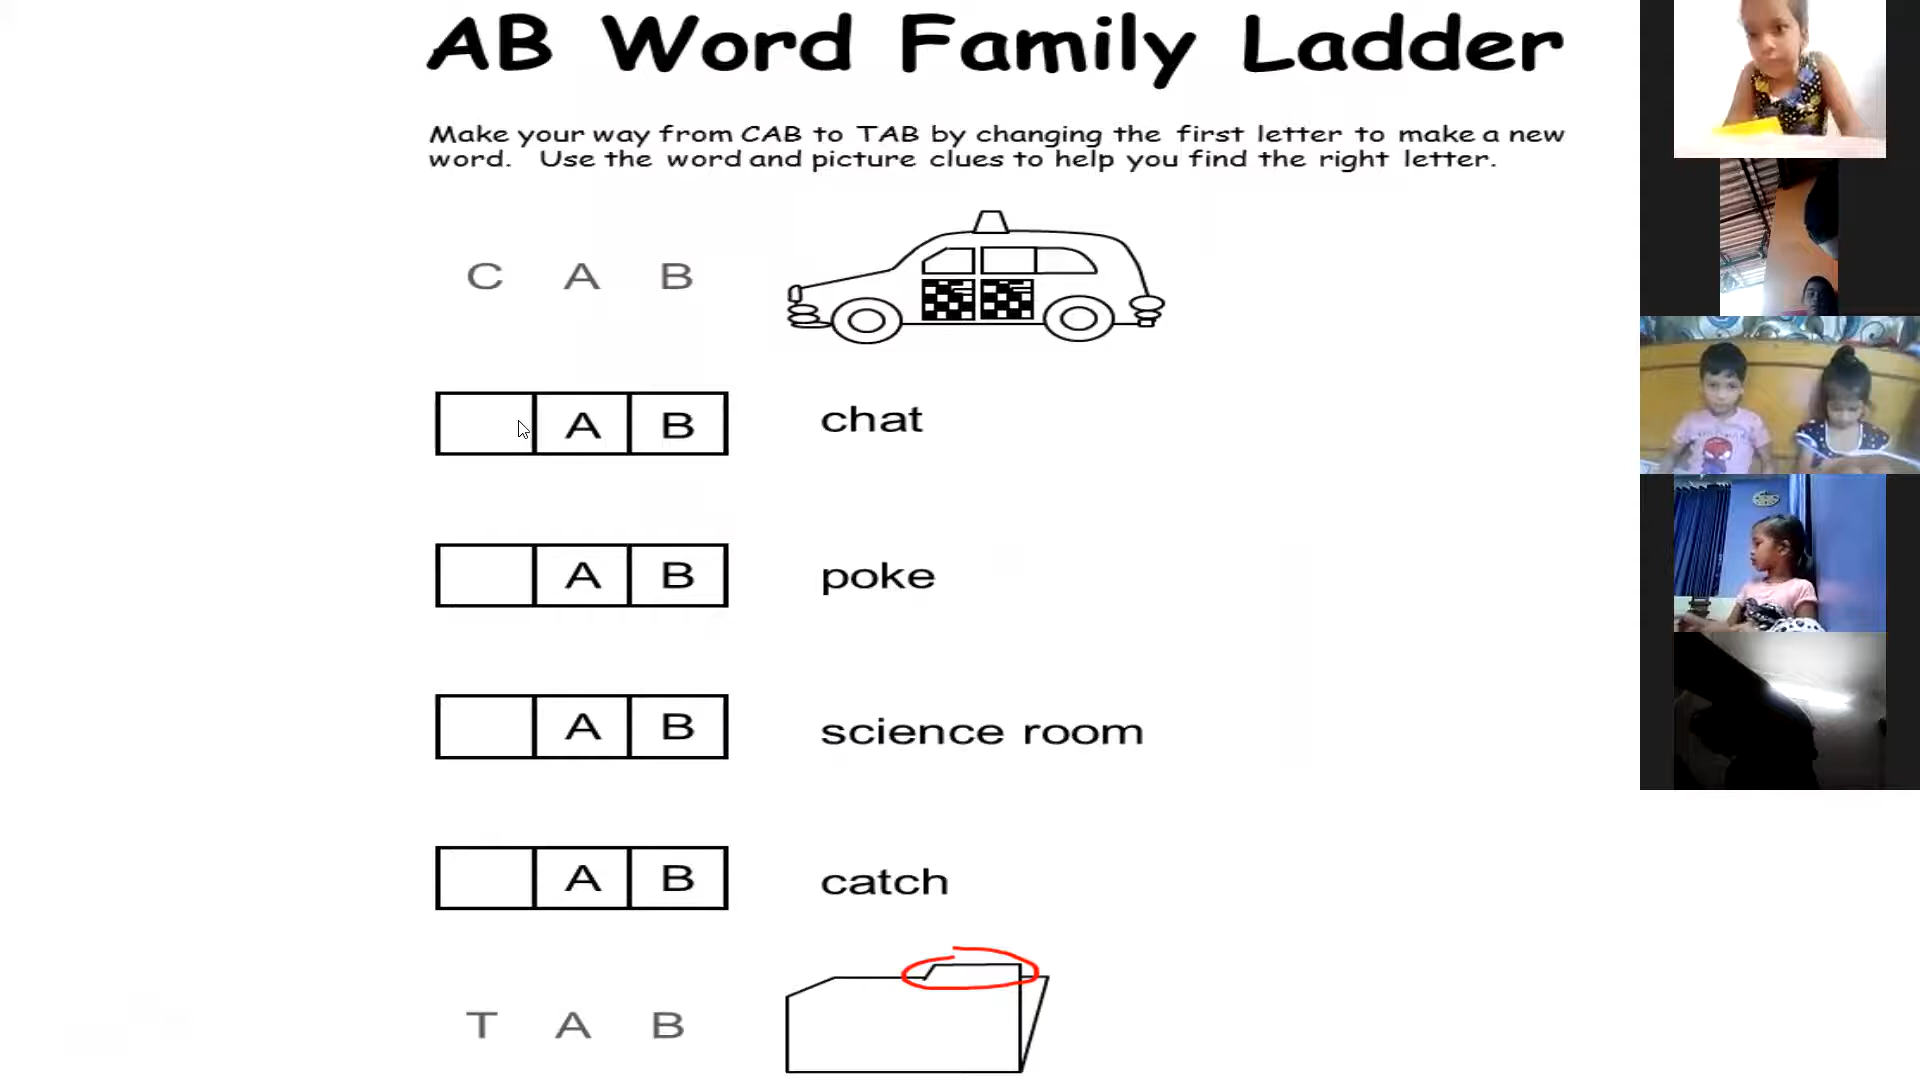 AB Word Family Ladder
Make your way from CAB to TAB by changing the first letter to make a new
word. Use the word and picture clues to help you find the right letter.
C A B
A B chat
A B poke
A B science room
A B catch
T A B